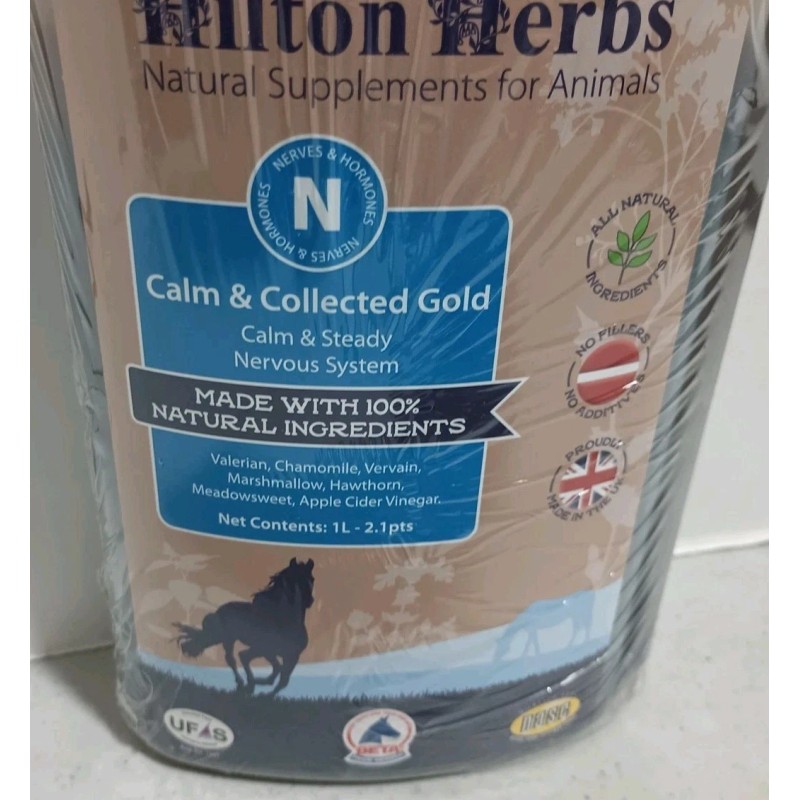 Hilton Herbs
Natural Supplements for Animals
NERVES & HORMONES
NERVES & HORMONES
N
Calm & Collected Gold
Calm & Steady
Nervous System
MADE WITH 100%
NATURAL INGREDIENTS
Valerian, Chamomile, Vervain,
Marshmallow, Hawthorn,
Meadowsweet, Apple Cider Vinegar.
Net Contents: 1L - 2.1pts
ALL NATURAL
INGREDIENTS
NO FILLERS
NO ADDITIVES
PROUDLY
MADE IN THE UK
UFAS
BETA